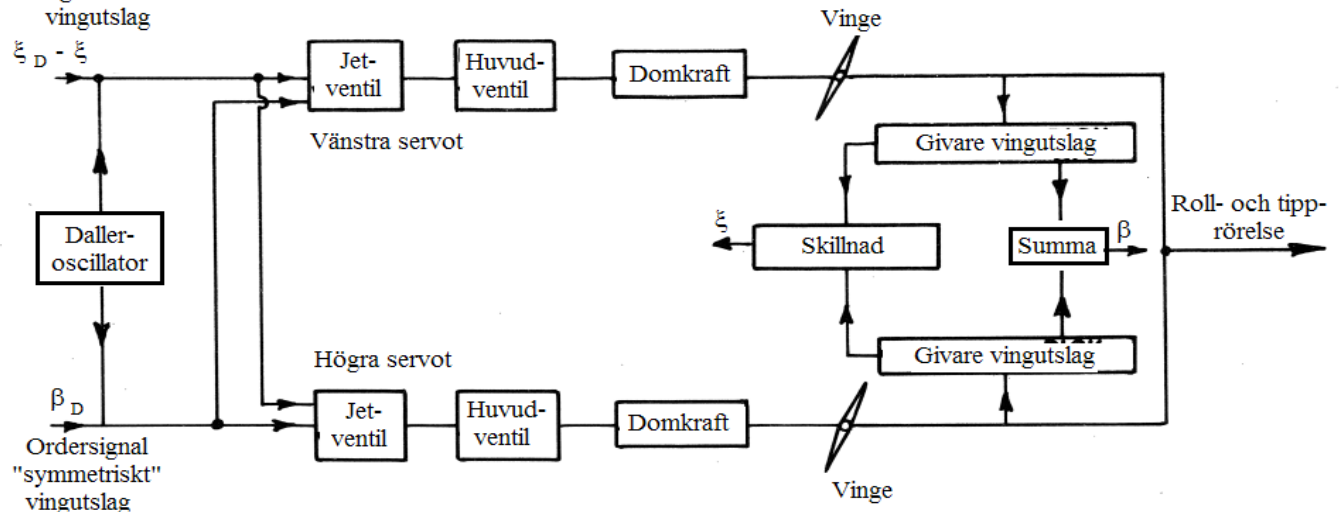 vingutslag
ξ D - ξ
Jet-
ventil
Huvud-
ventil
Domkraft
Vinge
Vänstra servot
Givare vingutslag
Daller-
oscillator
ξ
Skillnad
Summa
β
Roll- och tipp-
rörelse
Högra servot
Givare vingutslag
β D
Jet-
ventil
Huvud-
ventil
Domkraft
Ordersignal
"symmetriskt"
vingutslag
Vinge